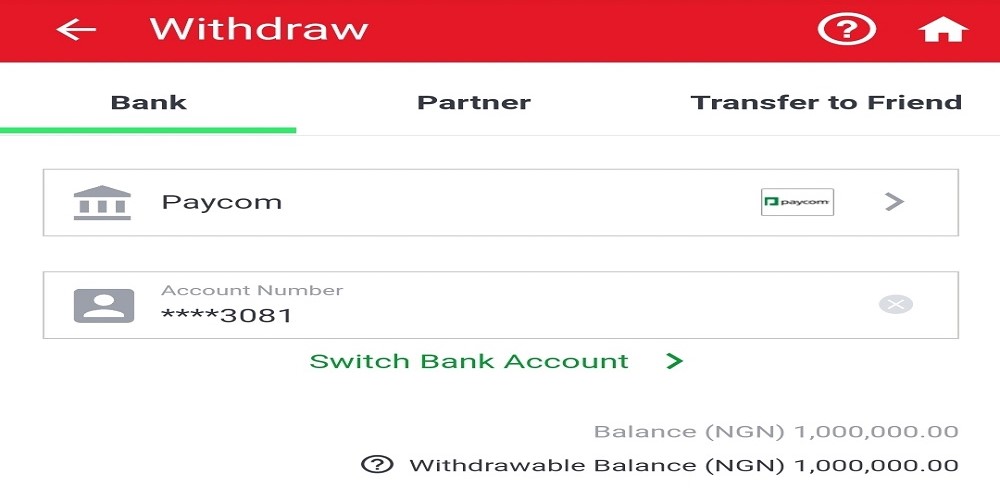 Withdraw
Bank Partner Transfer to Friend
Paycom paycom
Account Number
****3081
Switch Bank Account
Balance (NGN) 1,000,000.00
Withdrawable Balance (NGN) 1,000,000.00